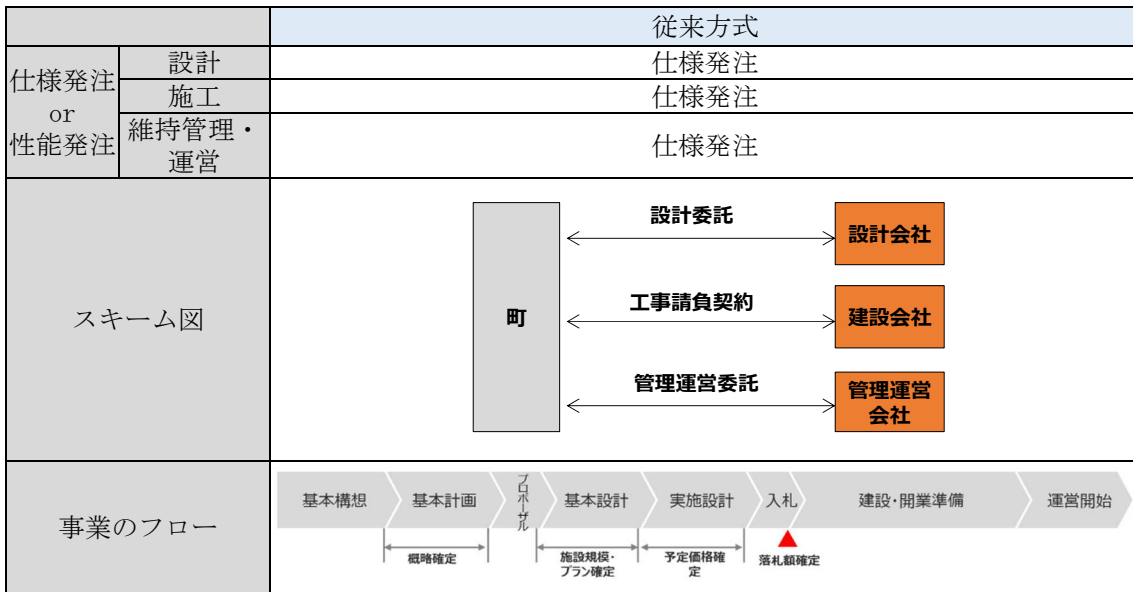 従来方式
仕様発注
or
性能発注
設計
仕様発注
施工
仕様発注
維持管理・
運営
仕様発注
スキーム図
町
設計委託
設計会社
工事請負契約
建設会社
管理運営委託
管理運営
会社
事業のフロー
基本構想
基本計画
プロポーザル
基本設計
実施設計
入札
建設・開業準備
運営開始
概略確定
施設規模・
プラン確定
予定価格確
定
落札額確定